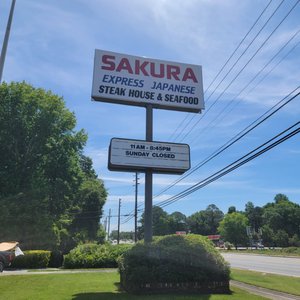 SAKURA
EXPRESS JAPANESE
STEAK HOUSE & SEAFOOD
11AM - 8:45PM
SUNDAY CLOSED